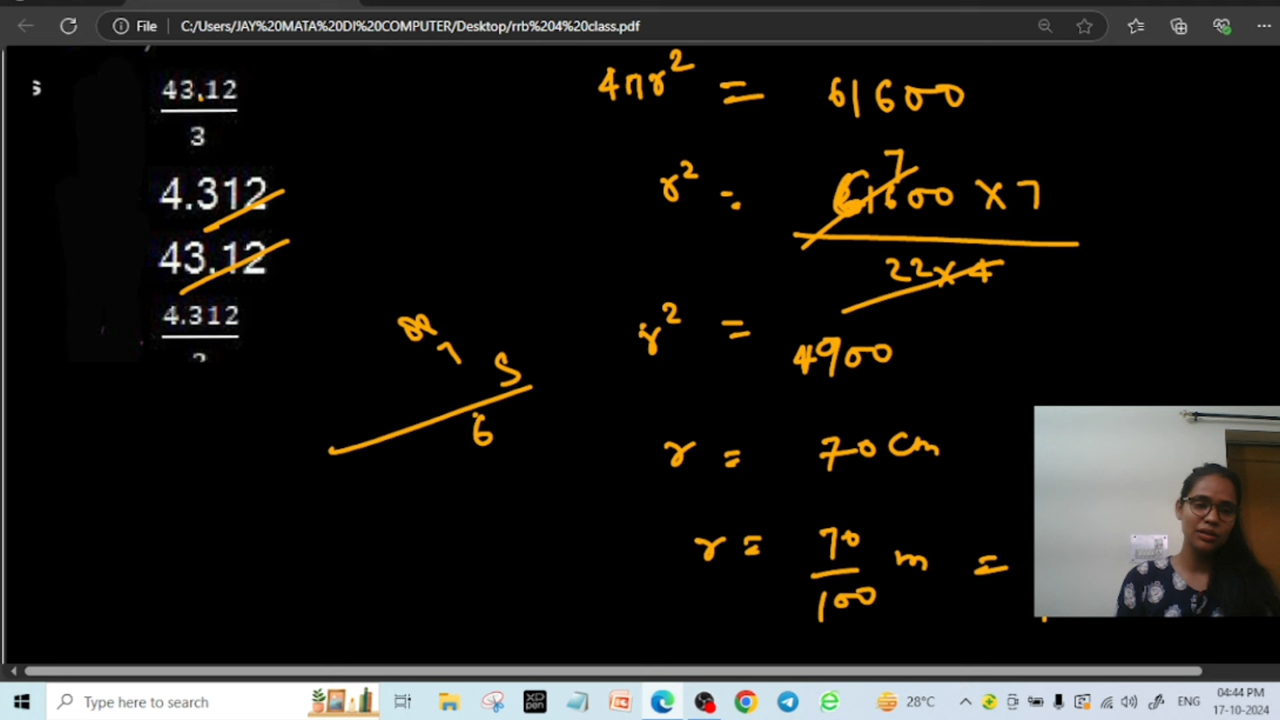 File C:/Users/JAY%20MATA%20DI%20COMPUTER/Desktop/rrb%204%20class.pdf
s
43.12
3
4.312
43.12
4.312
4πr² = 61600
7
r² = 61600 × 7
22 × 4
r² = 4900
7 5
6
r = 70 cm
r = 70 m =
100
Type here to search
28°C
ENG
04:44 PM
17-10-2024